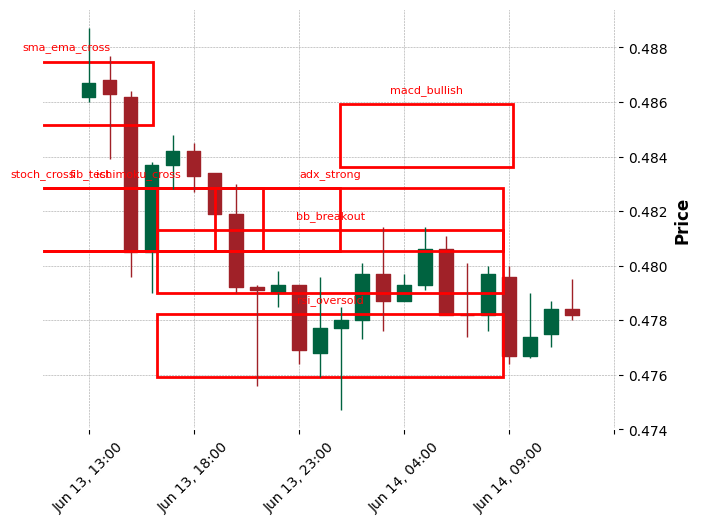 sma_ema_cross
macd_bullish
stoch_cross
fib_test
ichimoku_cross
adx_strong
bb_breakout
rsi_oversold
0.488
0.486
0.484
0.482
0.480
0.478
0.476
0.474
Price
Jun 13, 13:00
Jun 13, 18:00
Jun 13, 23:00
Jun 14, 04:00
Jun 14, 09:00